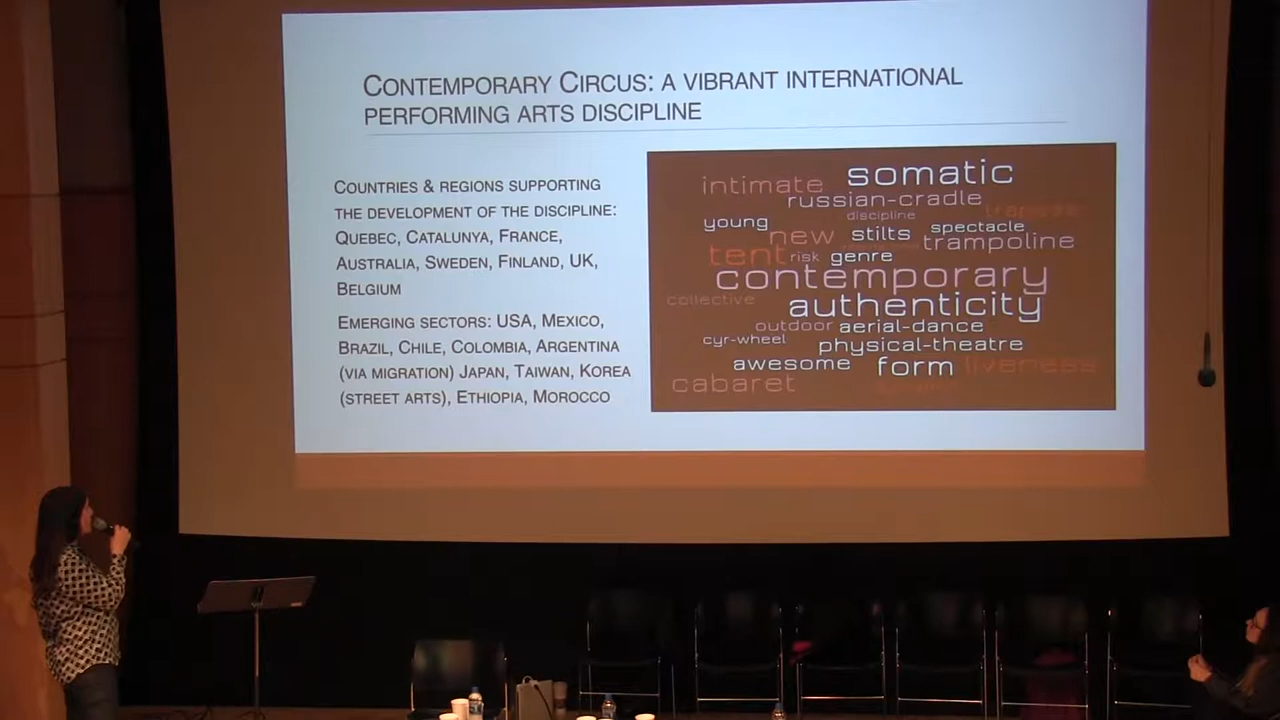 CONTEMPORARY CIRCUS: A VIBRANT INTERNATIONAL
PERFORMING ARTS DISCIPLINE
COUNTRIES & REGIONS SUPPORTING
THE DEVELOPMENT OF THE DISCIPLINE:
QUEBEC, CATALUNYA, FRANCE,
AUSTRALIA, SWEDEN, FINLAND, UK,
BELGIUM
EMERGING SECTORS: USA, MEXICO,
BRAZIL, CHILE, COLOMBIA, ARGENTINA
(VIA MIGRATION) JAPAN, TAIWAN, KOREA
(STREET ARTS), ETHIOPIA, MOROCCO
intimate somatic
russian-cradle
discipline
young new stilts spectacle
trampoline
tent risk genre
contemporary
collective authenticity
outdoor aerial-dance
cyr-wheel physical-theatre
awesome form liveness
cabaret